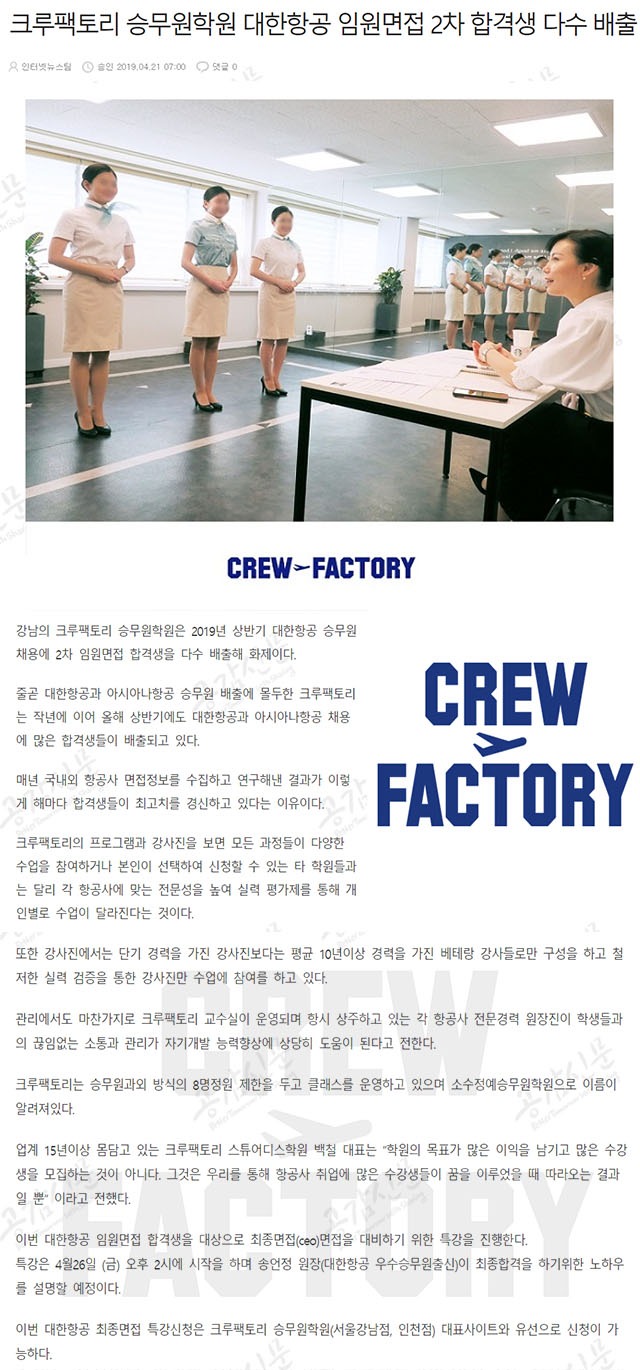 크루팩토리 승무원학원 대한항공 임원면접 2차 합격생 다수 배출
인터넷뉴스팀 승인 2019.04.21 07:00 댓글 0
CREW FACTORY
강남의 크루팩토리 승무원학원은 2019년 상반기 대한항공 승무원
채용에 2차 임원면접 합격생을 다수 배출해 화제이다.
줄곧 대한항공과 아시아나항공 승무원 배출에 몰두한 크루팩토리
는 작년에 이어 올해 상반기에도 대한항공과 아시아나항공 채용
에 많은 합격생들이 배출되고 있다.
매년 국내외 항공사 면접정보를 수집하고 연구해낸 결과가 이렇
게 해마다 합격생들이 최고치를 경신하고 있다는 이유이다.
크루팩토리의 프로그램과 강사진을 보면 모든 과정들이 다양한
수업을 참여하거나 본인이 선택하여 신청할 수 있는 타 학원들과
는 달리 각 항공사에 맞는 전문성을 높여 실력 평가제를 통해 개
인별로 수업이 달라진다는 것이다.
CREW
FACTORY
또한 강사진에서는 단기 경력을 가진 강사진보다는 평균 10년이상 경력을 가진 베테랑 강사들로만 구성을 하고 철
저한 실력 검증을 통한 강사진만 수업에 참여를 하고 있다.
관리에서도 마찬가지로 크루팩토리 교수실이 운영되며 항시 상주하고 있는 각 항공사 전문경력 원장진이 학생들과
의 끊임없는 소통과 관리가 자기개발 능력향상에 상당히 도움이 된다고 전한다.
크루팩토리는 승무원과외 방식의 8명정원 제한을 두고 클래스를 운영하고 있으며 소수정예승무원학원으로 이름이
알려져있다.
업계 15년이상 몸담고 있는 크루팩토리 스튜어디스학원 백철 대표는 "학원의 목표가 많은 이익을 남기고 많은 수강
생을 모집하는 것이 아니다. 그것은 우리를 통해 항공사 취업에 많은 수강생들이 꿈을 이루었을 때 따라오는 결과
일 뿐" 이라고 전했다.
이번 대한항공 임원면접 합격생을 대상으로 최종면접(ceo)면접을 대비하기 위한 특강을 진행한다.
특강은 4월26일 (금) 오후 2시에 시작을 하며 송언정 원장(대한항공 우수승무원출신)이 최종합격을 하기위한 노하우
를 설명할 예정이다.
이번 대한항공 최종면접 특강신청은 크루팩토리 승무원학원(서울강남점, 인천점) 대표사이트와 유선으로 신청이 가
능하다.
CREW
FACTORY
공감신문